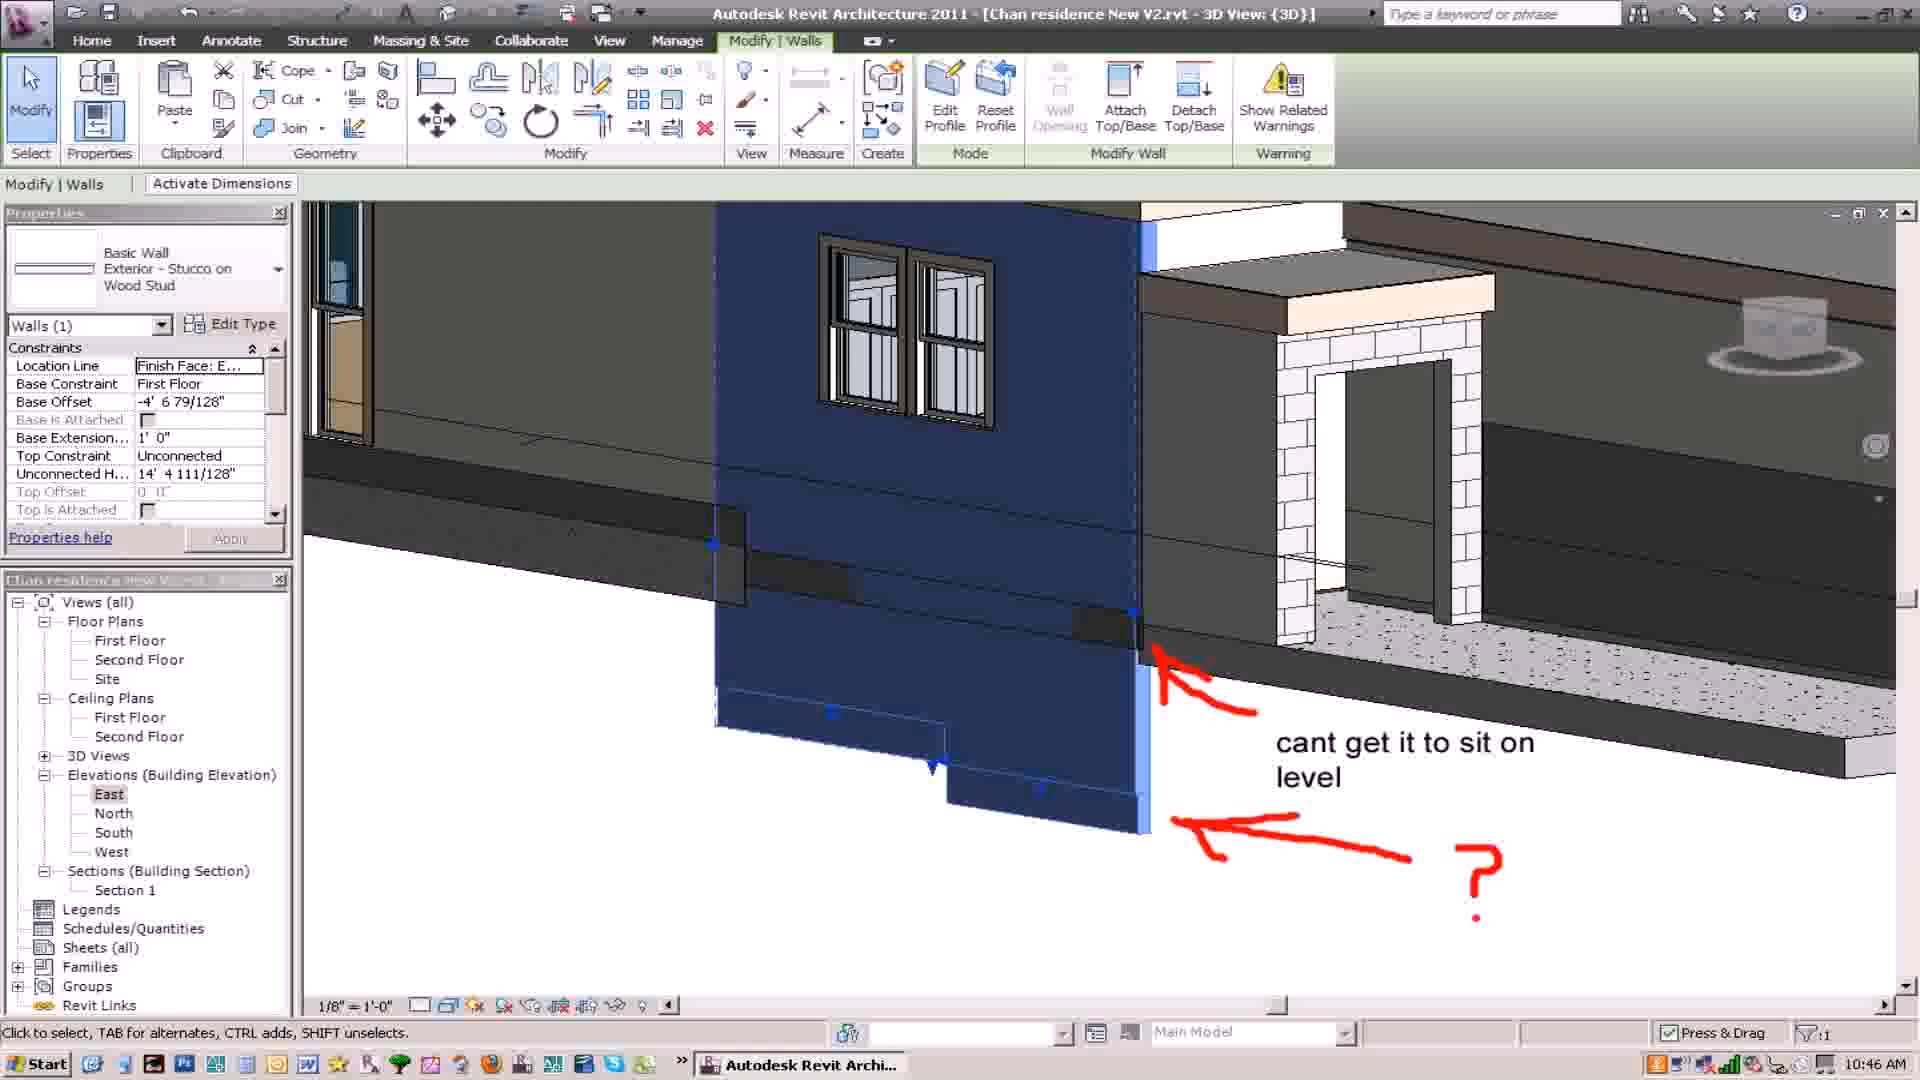 Autodesk Revit Architecture 2011 - [Chan residence New V2.rvt - 3D View: {3D}]
Type a keyword or phrase
Home Insert Annotate Structure Massing & Site Collaborate View Manage Modify | Walls
Modify
Paste
Cope
Cut
Join
Edit Profile
Reset Profile
Wall Opening
Attach Top/Base
Detach Top/Base
Show Related Warnings
Select Properties Clipboard Geometry Modify View Measure Create Mode Modify Wall Warning
Modify | Walls Activate Dimensions
Properties
Basic Wall
Exterior - Stucco on
Wood Stud
Walls (1) Edit Type
Constraints
Location Line Finish Face: E...
Base Constraint First Floor
Base Offset -4' 6 79/128"
Base is Attached
Base Extension... 1' 0"
Top Constraint Unconnected
Unconnected H... 14' 4 111/128"
Top Offset 0' 0"
Top is Attached
Properties help Apply
Views (all)
Floor Plans
First Floor
Second Floor
Site
Ceiling Plans
First Floor
Second Floor
3D Views
Elevations (Building Elevation)
East
North
South
West
Sections (Building Section)
Section 1
Legends
Schedules/Quantities
Sheets (all)
Families
Groups
Revit Links
cant get it to sit on
level
?
1/8" = 1'-0"
Click to select, TAB for alternates, CTRL adds, SHIFT unselects.
Main Model
Press & Drag
:1
Start
Autodesk Revit Archi...
10:46 AM